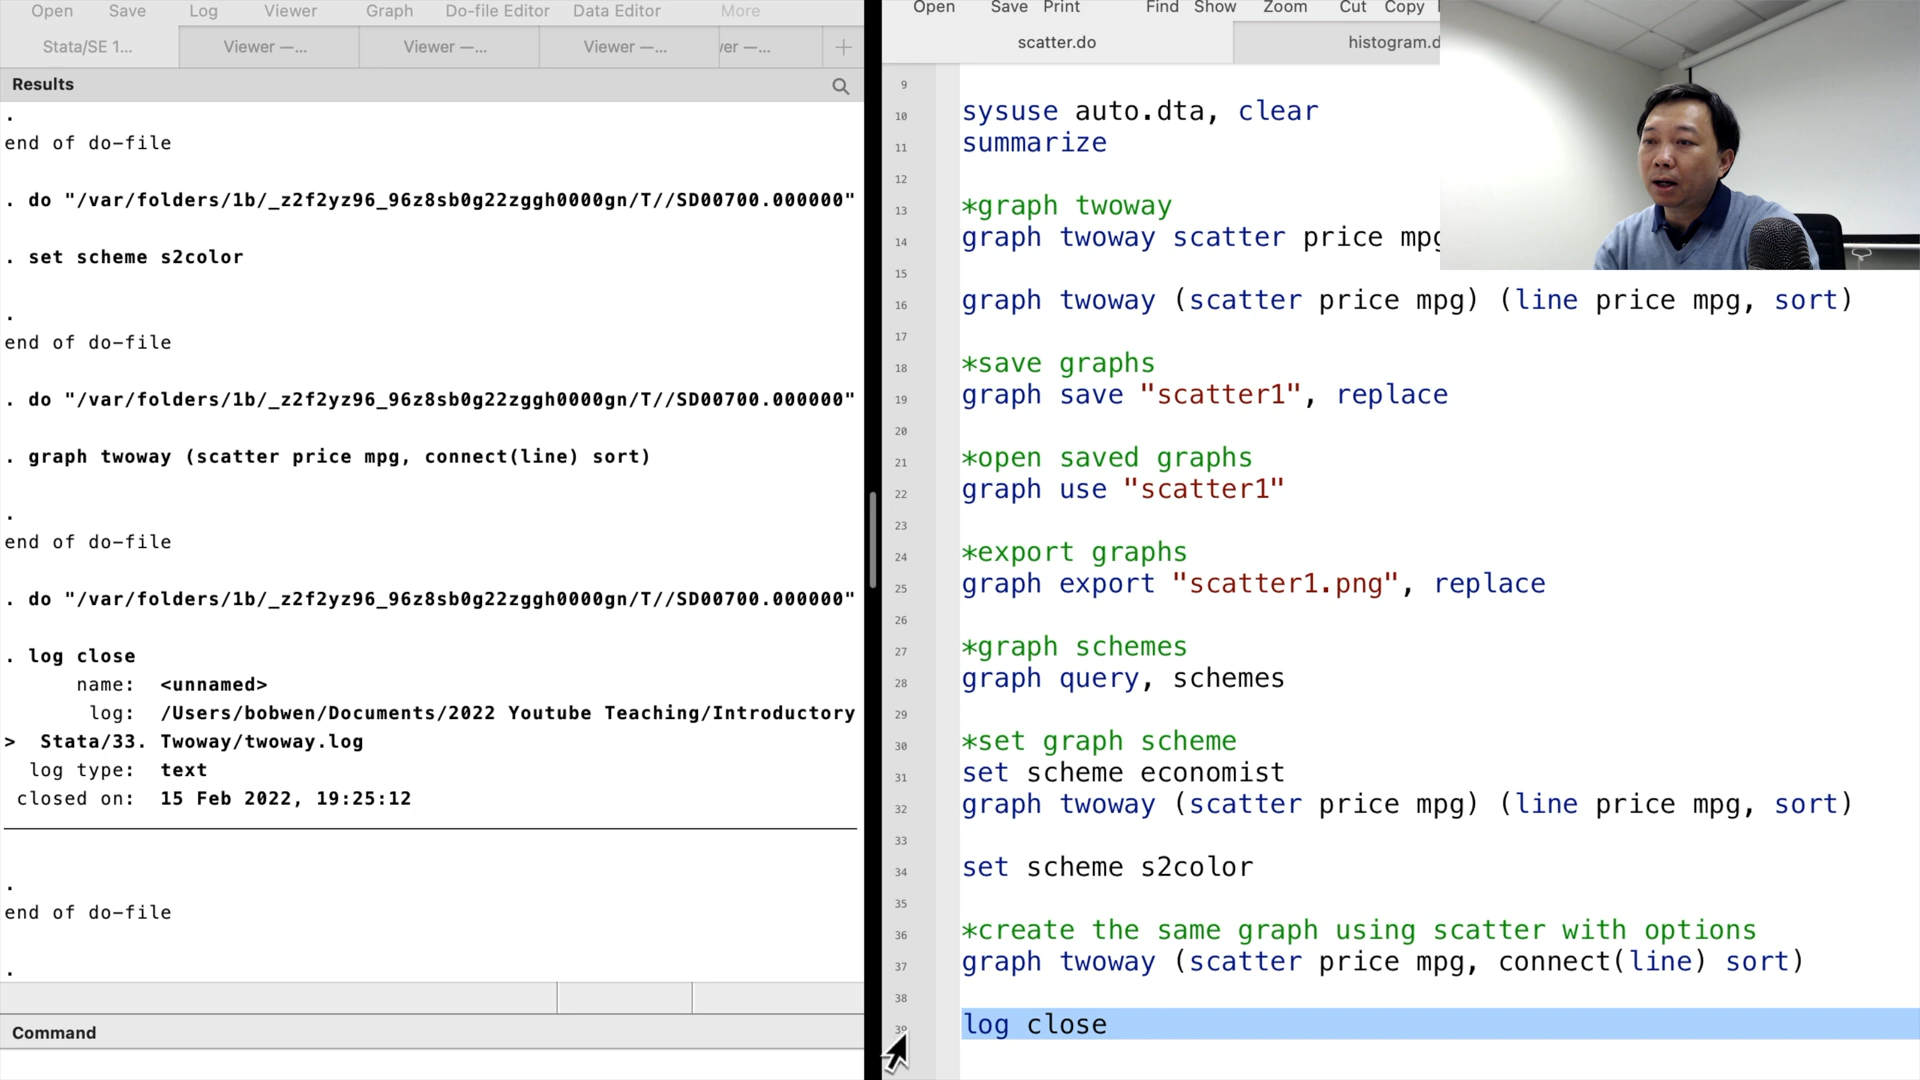 Open Save Log Viewer Graph Do-file Editor Data Editor More
Stata/SE 1... Viewer —... Viewer —... Viewer —... er —... +
Results
.
end of do-file
. do "/var/folders/1b/_z2f2yz96_96z8sb0g22zggh0000gn/T//SD00700.000000"
. set scheme s2color
.
end of do-file
. do "/var/folders/1b/_z2f2yz96_96z8sb0g22zggh0000gn/T//SD00700.000000"
. graph twoway (scatter price mpg, connect(line) sort)
.
end of do-file
. do "/var/folders/1b/_z2f2yz96_96z8sb0g22zggh0000gn/T//SD00700.000000"
. log close
name: <unnamed>
log: /Users/bobwen/Documents/2022 Youtube Teaching/Introductory
> Stata/33. Twoway/twoway.log
log type: text
closed on: 15 Feb 2022, 19:25:12
.
end of do-file
.
Command
Open Save Print Find Show Zoom Cut Copy
scatter.do histogram.d
9
10 sysuse auto.dta, clear
11 summarize
12
13 *graph twoway
14 graph twoway scatter price mpg
15
16 graph twoway (scatter price mpg) (line price mpg, sort)
17
18 *save graphs
19 graph save "scatter1", replace
20
21 *open saved graphs
22 graph use "scatter1"
23
24 *export graphs
25 graph export "scatter1.png", replace
26
27 *graph schemes
28 graph query, schemes
29
30 *set graph scheme
31 set scheme economist
32 graph twoway (scatter price mpg) (line price mpg, sort)
33
34 set scheme s2color
35
36 *create the same graph using scatter with options
37 graph twoway (scatter price mpg, connect(line) sort)
38
39 log close